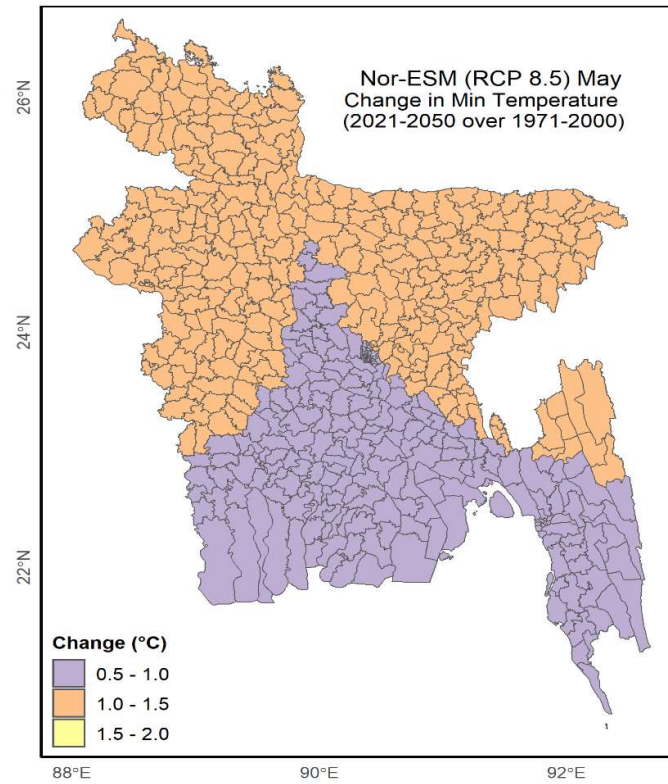 Nor-ESM (RCP 8.5) May
Change in Min Temperature
(2021-2050 over 1971-2000)
26°N
24°N
22°N
Change (°C)
0.5 - 1.0
1.0 - 1.5
1.5 - 2.0
88°E 90°E 92°E